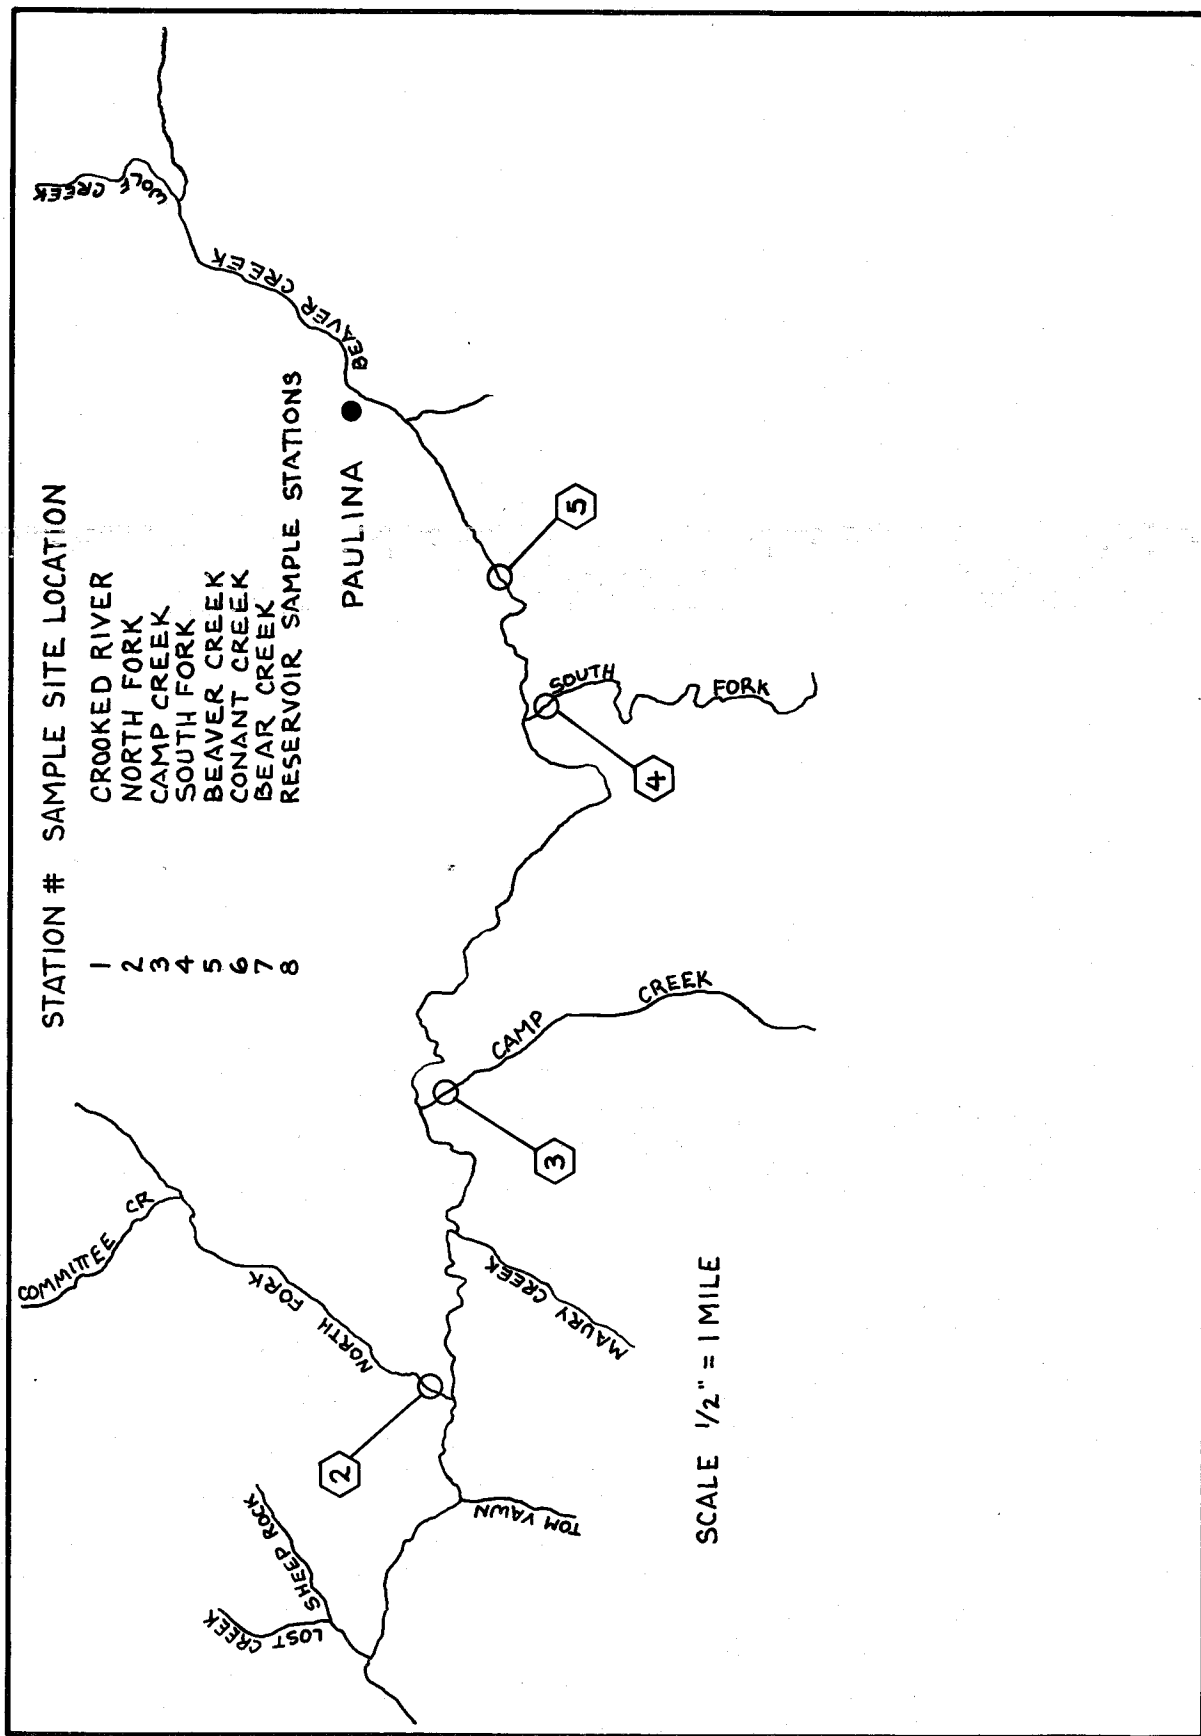 STATION # SAMPLE SITE LOCATION
1 CROOKED RIVER
2 NORTH FORK
3 CAMP CREEK
4 SOUTH FORK
5 BEAVER CREEK
6 CONANT CREEK
7 BEAR CREEK
8 RESERVOIR SAMPLE STATIONS
COMMITTEE CR
WOLF CREEK
BEAVER CREEK
PAULINA
NORTH FORK
SHEEP ROCK
LOST CREEK
2
TOM VAWN
MAURY CREEK
3
CAMP CREEK
4
SOUTH FORK
5
SCALE 1/2" = 1 MILE